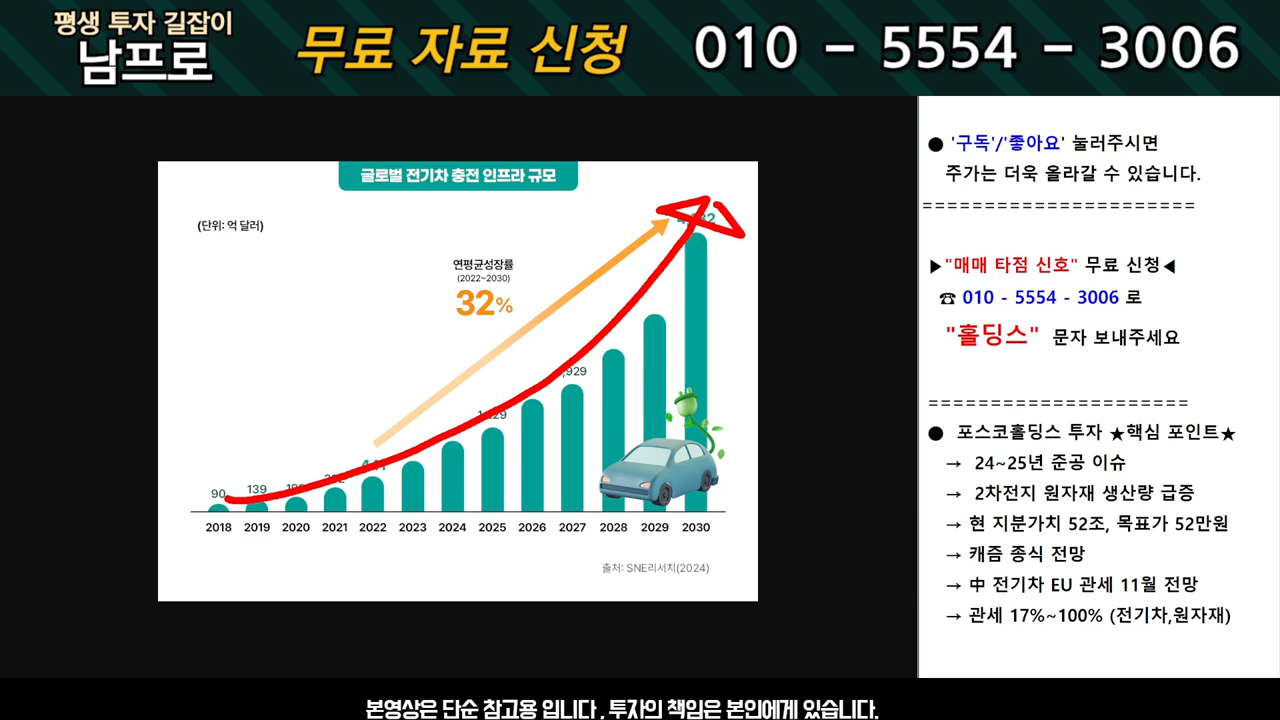 평생 투자 길잡이
남프로
무료 자료 신청
010 - 5554 - 3006
글로벌 전기차 충전 인프라 규모
(단위: 억 달러)
연평균성장률
(2022~2030)
32%
90
139
2018 2019 2020 2021 2022 2023 2024 2025 2026 2027 2028 2029 2030
출처: SNE리서치(2024)
● '구독'/'좋아요' 눌러주시면
주가는 더욱 올라갈 수 있습니다.
======================
▶"매매 타점 신호" 무료 신청◀
☎ 010 - 5554 - 3006 로
"홀딩스" 문자 보내주세요
=====================
● 포스코홀딩스 투자 ★핵심 포인트★
→ 24~25년 준공 이슈
→ 2차전지 원자재 생산량 급증
→ 현 지분가치 52조, 목표가 52만원
→ 캐즘 종식 전망
→ 中 전기차 EU 관세 11월 전망
→ 관세 17%~100% (전기차,원자재)
본영상은 단순 참고용 입니다 , 투자의 책임은 본인에게 있습니다.